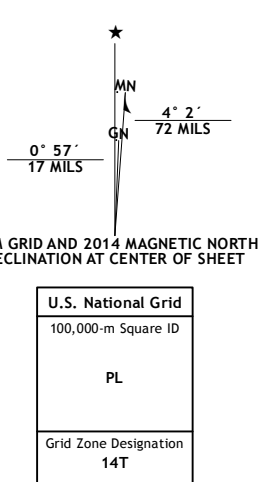 ★
MN
4° 2´
72 MILS
GN
0° 57´
17 MILS
GRID AND 2014 MAGNETIC NORTH
AT CENTER OF SHEET
U.S. National Grid
100,000-m Square ID
PL
Grid Zone Designation
14T